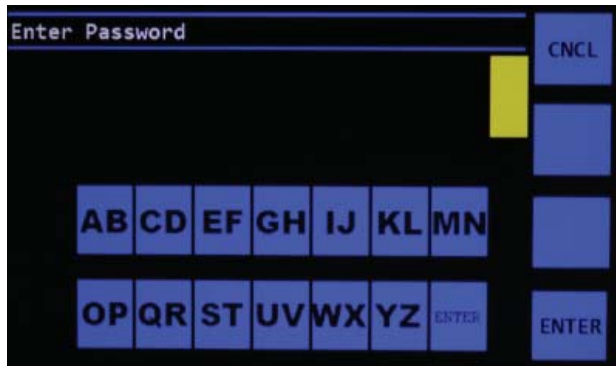 Enter Password
CNCL
AB CD EF GH IJ KL MN
OP QR ST UV WX YZ ENTER
ENTER